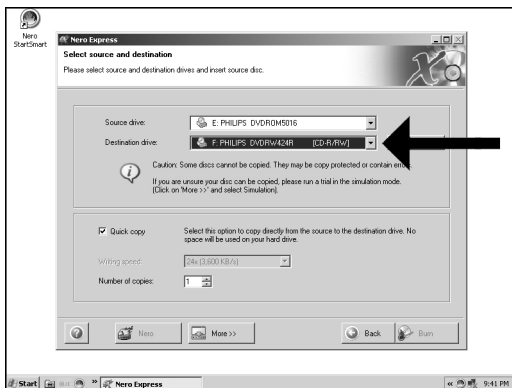 Nero
StartSmart
Nero Express
Select source and destination
Please select source and destination drives and insert source disc.
Source drive:
E: PHILIPS DVDROM5016
Destination drive:
F: PHILIPS DVDRW424R [CD-R/RW]
Caution: Some discs cannot be copied. They may be copy protected or contain
If you are unsure your disc can be copied, please run a trial in the simulation mode.
(Click on 'More >>' and select Simulation).
Quick copy
Select this option to copy directly from the source to the destination drive. No
space will be used on your hard drive.
Writing speed:
24x (3,600 KB/s)
Number of copies:
1
Nero
More >>
Back
Burn
Start
Nero Express
9:41 PM